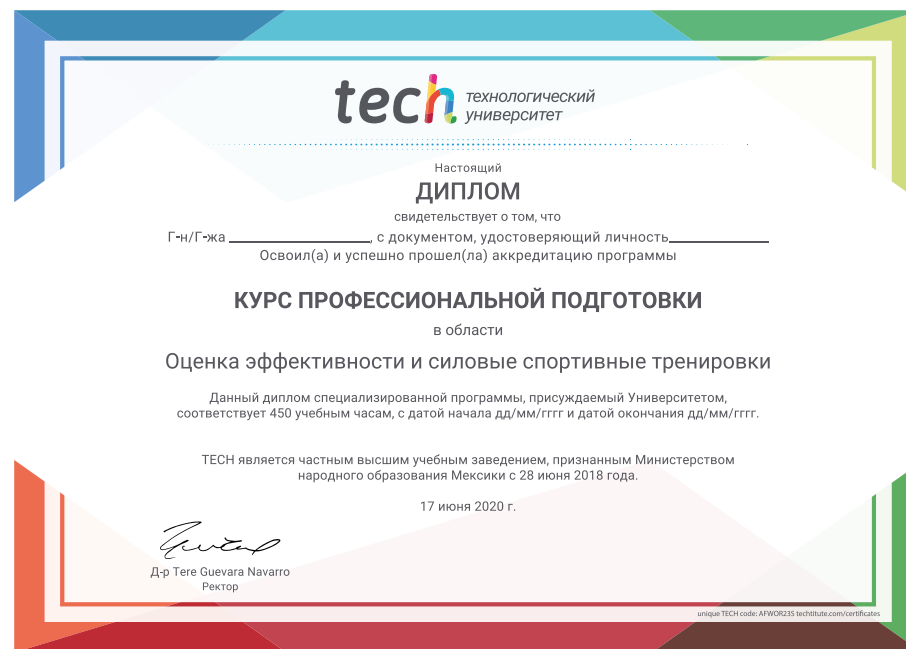 tech технологический
университет
Настоящий
ДИПЛОМ
свидетельствует о том, что
Г-н/Г-жа ____________________, с документом, удостоверяющий личность______________
Освоил(а) и успешно прошел(ла) аккредитацию программы
КУРС ПРОФЕССИОНАЛЬНОЙ ПОДГОТОВКИ
в области
Оценка эффективности и силовые спортивные тренировки
Данный диплом специализированной программы, присуждаемый Университетом,
соответствует 450 учебным часам, с датой начала дд/мм/гггг и датой окончания дд/мм/гггг.
TECH является частным высшим учебным заведением, признанным Министерством
народного образования Мексики с 28 июня 2018 года.
17 июня 2020 г.
Д-р Tere Guevara Navarro
Ректор
unique TECH code: AFWOR23S techtitute.com/certificates